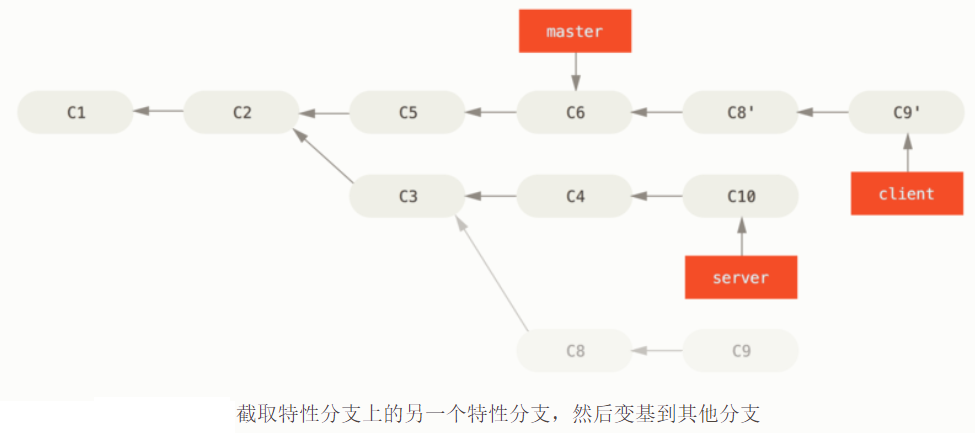 master
C1 C2 C5 C6 C8' C9'
C3 C4 C10 client
server
C8 C9
截取特性分支上的另一个特性分支，然后变基到其他分支